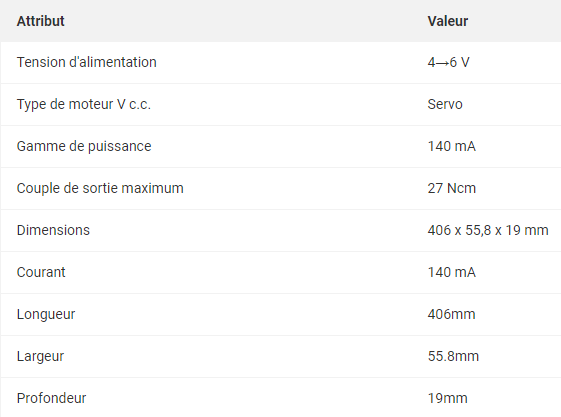 Attribut Valeur
Tension d'alimentation 4→6 V
Type de moteur V c.c. Servo
Gamme de puissance 140 mA
Couple de sortie maximum 27 Ncm
Dimensions 406 x 55,8 x 19 mm
Courant 140 mA
Longueur 406mm
Largeur 55.8mm
Profondeur 19mm